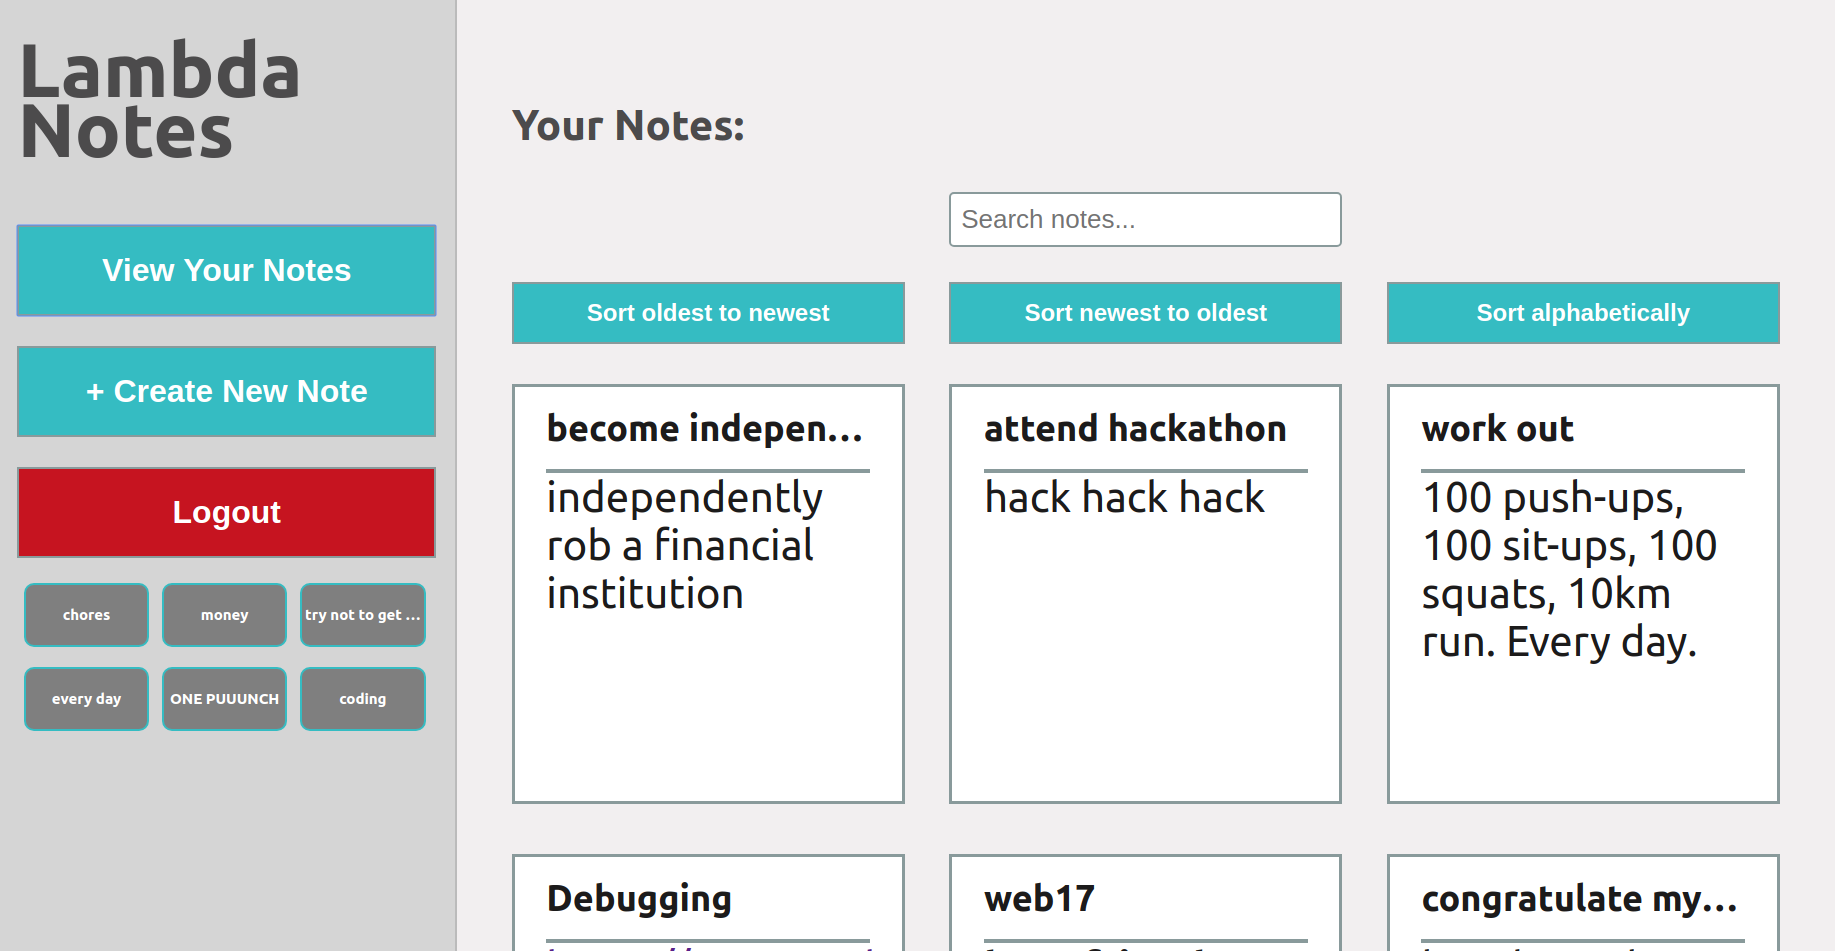 Lambda
Notes
View Your Notes
+ Create New Note
Logout
chores
money
try not to get ...
every day
ONE PUUUNCH
coding
Your Notes:
Search notes...
Sort oldest to newest
Sort newest to oldest
Sort alphabetically
become indepen...
independently
rob a financial
institution
attend hackathon
hack hack hack
work out
100 push-ups,
100 sit-ups, 100
squats, 10km
run. Every day.
Debugging
web17
congratulate my...